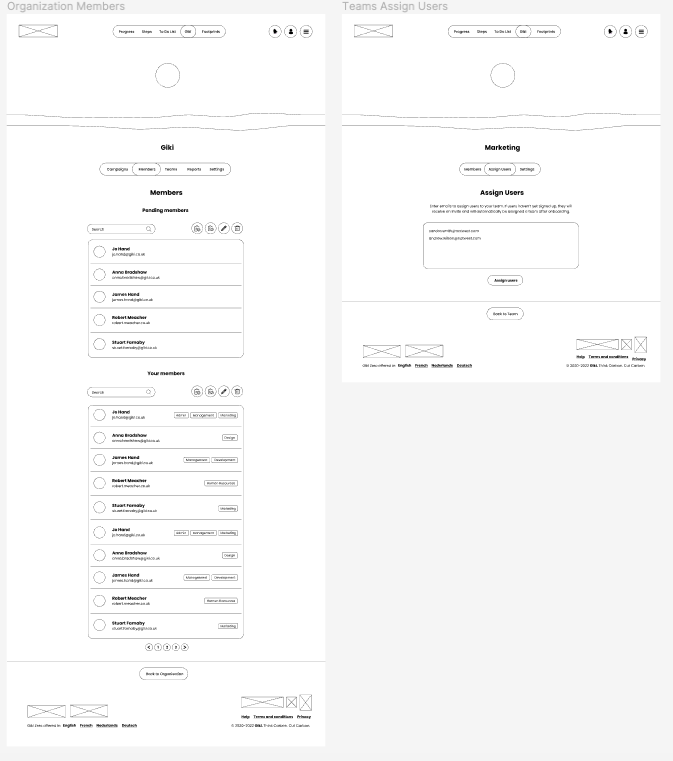 Organization Members
Progress Steps To Do List Giki Footprints
Giki
Campaigns Members Teams Reports Settings
Members
Pending members
Search
Jo Hand
jo.hand@giki.co.uk
Anna Bradshaw
anna.bradshaw@giki.co.uk
James Hand
james.hand@giki.co.uk
Robert Meacher
robert.meacher.co.uk
Stuart Fornaby
stuart.fornaby@giki.co.uk
Your members
Search
Jo Hand
jo.hand@giki.co.uk
Admin Management Marketing
Anna Bradshaw
anna.bradshaw@giki.co.uk
Design
James Hand
james.hand@giki.co.uk
Management Development
Robert Meacher
robert.meacher.co.uk
Human Resources
Stuart Fornaby
stuart.fornaby@giki.co.uk
Marketing
Jo Hand
jo.hand@giki.co.uk
Admin Management Marketing
Anna Bradshaw
anna.bradshaw@giki.co.uk
Design
James Hand
james.hand@giki.co.uk
Management Development
Robert Meacher
robert.meacher.co.uk
Human Resources
Stuart Fornaby
stuart.fornaby@giki.co.uk
Marketing
1 2 3
Back to Organisation
Help Terms and conditions Privacy
Giki Zero offered in: English French Nederlands Deutsch
© 2020-2022 Giki. Think Carbon. Cut Carbon.
Teams Assign Users
Progress Steps To Do List Giki Footprints
Marketing
Members Assign Users Settings
Assign Users
Enter emails to assign users to your team. If users haven't yet signed up, they will
receive an invite and will automatically be assigned a team after onboarding.
Assign users
Back to Team
Help Terms and conditions Privacy
Giki Zero offered in: English French Nederlands Deutsch
© 2020-2022 Giki. Think Carbon. Cut Carbon.